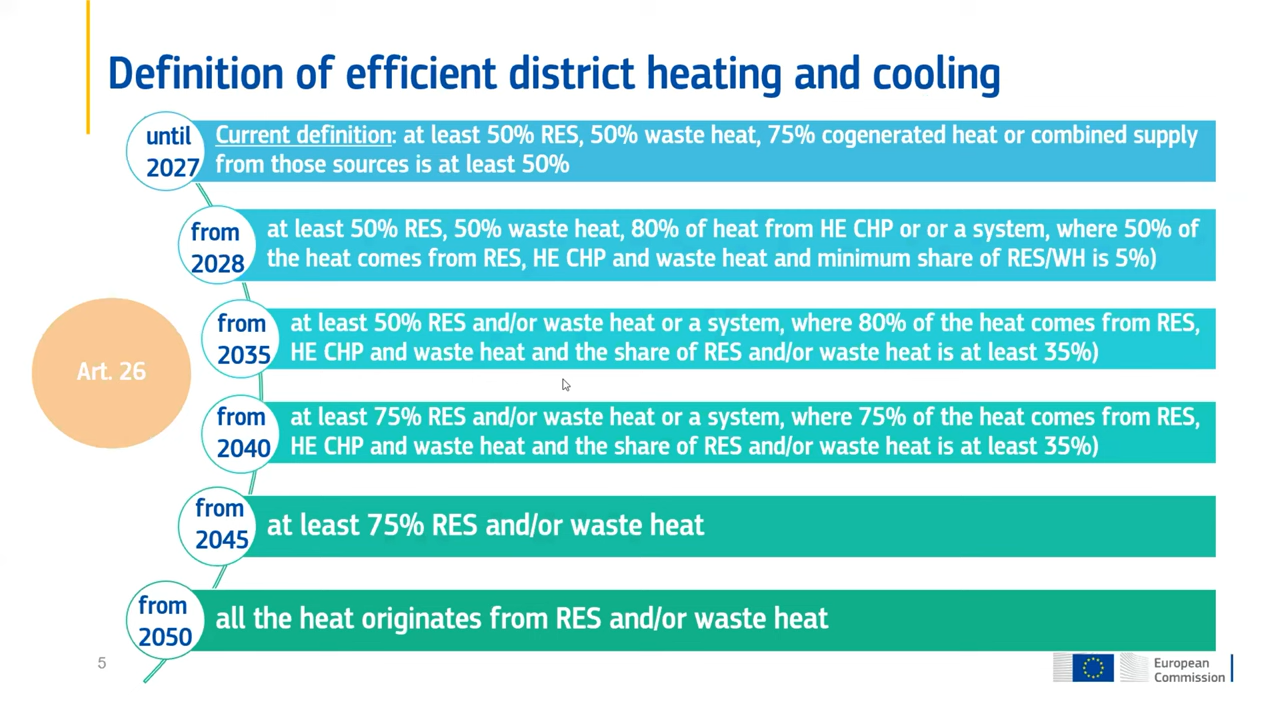 Definition of efficient district heating and cooling
until
2027
Current definition: at least 50% RES, 50% waste heat, 75% cogenerated heat or combined supply
from those sources is at least 50%
from
2028
at least 50% RES, 50% waste heat, 80% of heat from HE CHP or or a system, where 50% of
the heat comes from RES, HE CHP and waste heat and minimum share of RES/WH is 5%)
from
2035
at least 50% RES and/or waste heat or a system, where 80% of the heat comes from RES,
HE CHP and waste heat and the share of RES and/or waste heat is at least 35%)
Art. 26
from
2040
at least 75% RES and/or waste heat or a system, where 75% of the heat comes from RES,
HE CHP and waste heat and the share of RES and/or waste heat is at least 35%)
from
2045
at least 75% RES and/or waste heat
from
2050
all the heat originates from RES and/or waste heat
5
European
Commission